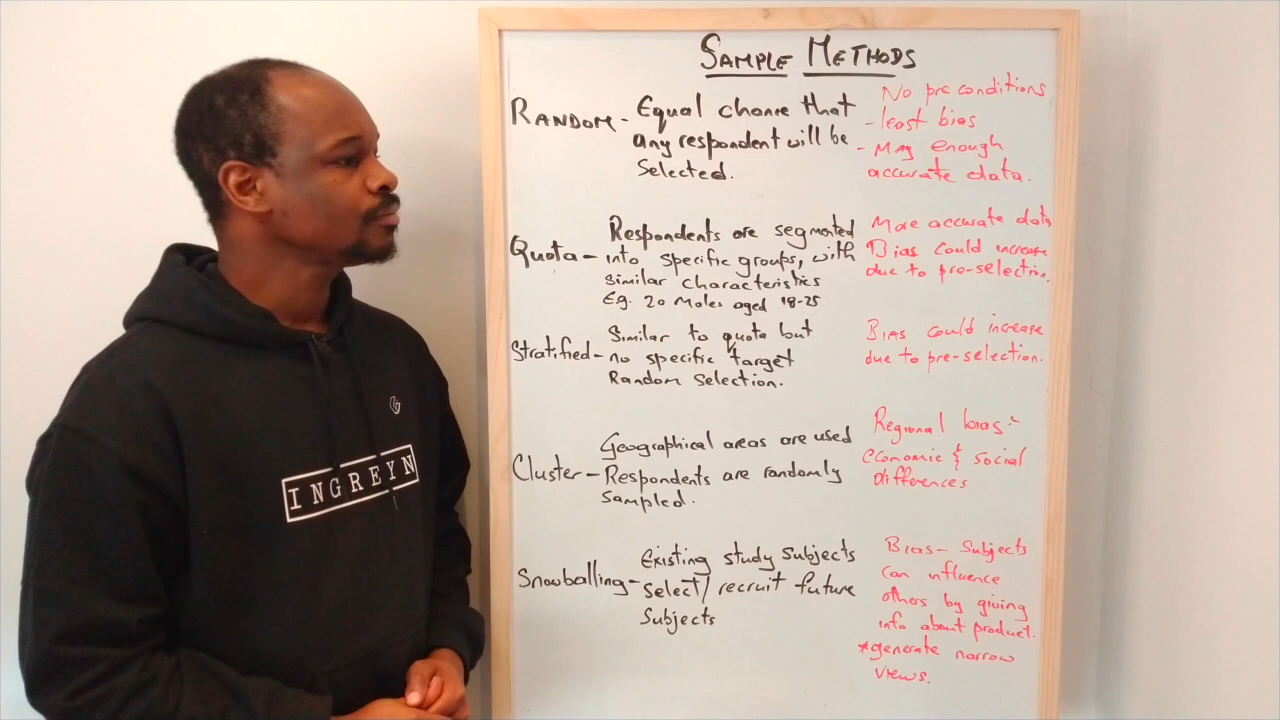 SAMPLE METHODS
RANDOM - Equal chance that
any respondent will be
Selected.
No pre conditions
- least bias
- May enough
accurate data.
Quota - Respondents are segmented
into specific groups, with
similar characteristics
Eg. 20 Males aged 18-25
More accurate data
Bias could increase
due to pre-selection.
Stratified - Similar to quota but
no specific target
Random Selection.
Bias could increase
due to pre-selection.
Cluster - Geographical areas are used
Respondents are randomly
Sampled.
Regional bias:-
economic & social
differences
Snowballing - Existing study subjects
Select/recruit future
Subjects
Bias - Subjects
Can influence
others by giving
info about product.
*generate narrow
views.
INGREYN